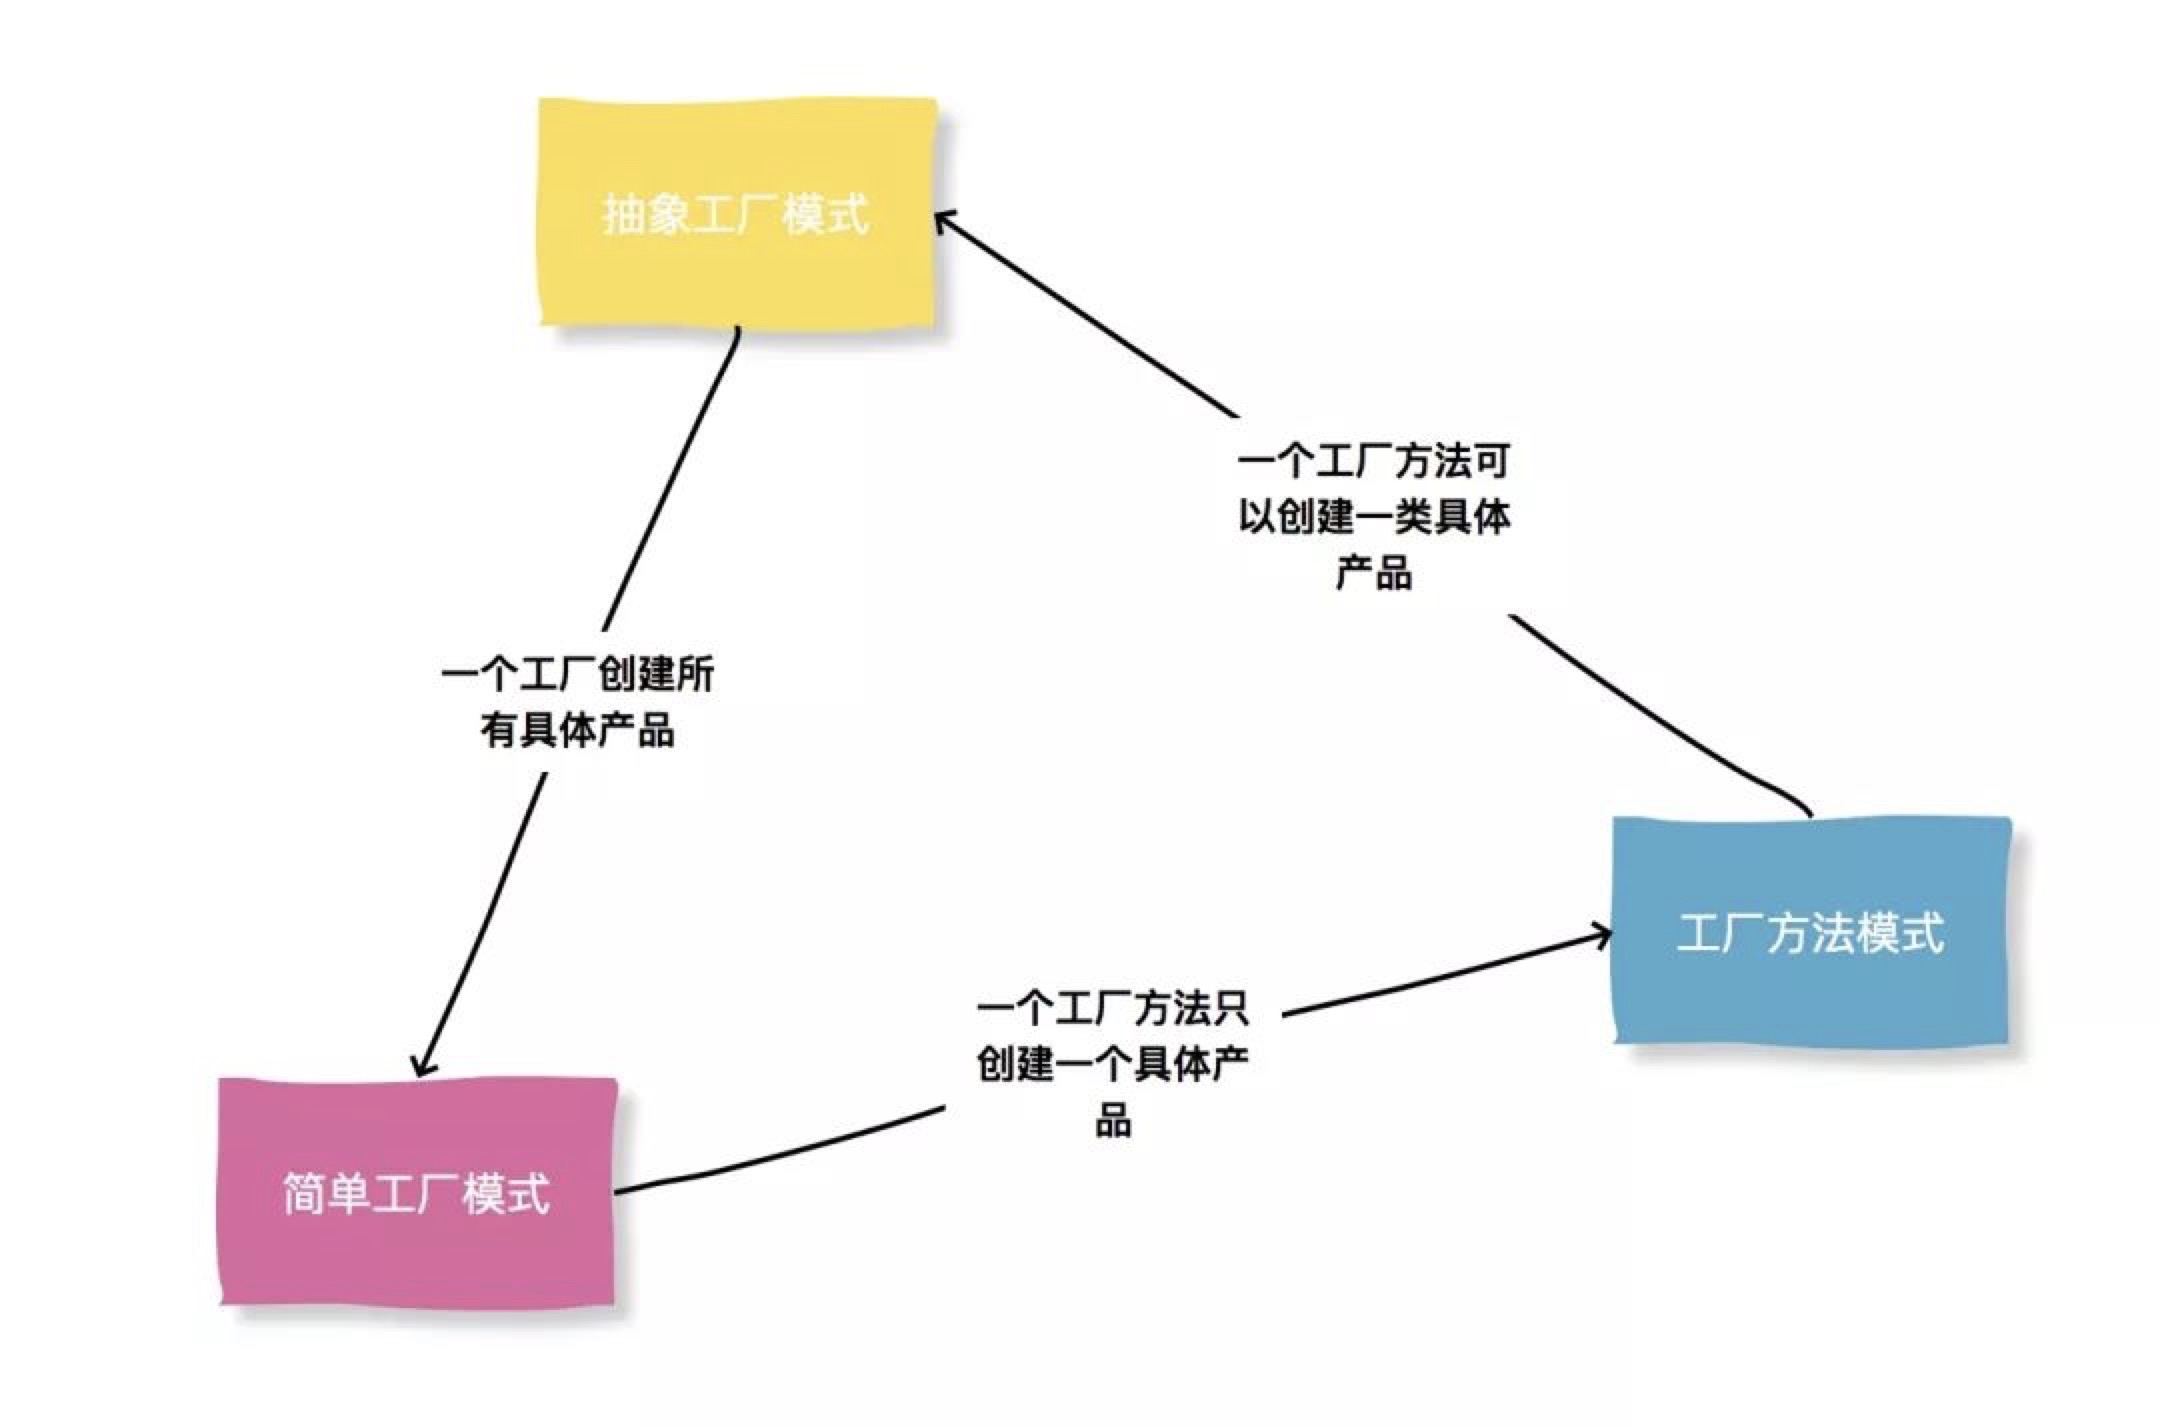 抽象工厂模式
一个工厂方法可
以创建一类具体
产品
一个工厂创建所
有具体产品
工厂方法模式
一个工厂方法只
创建一个具体产
品
简单工厂模式